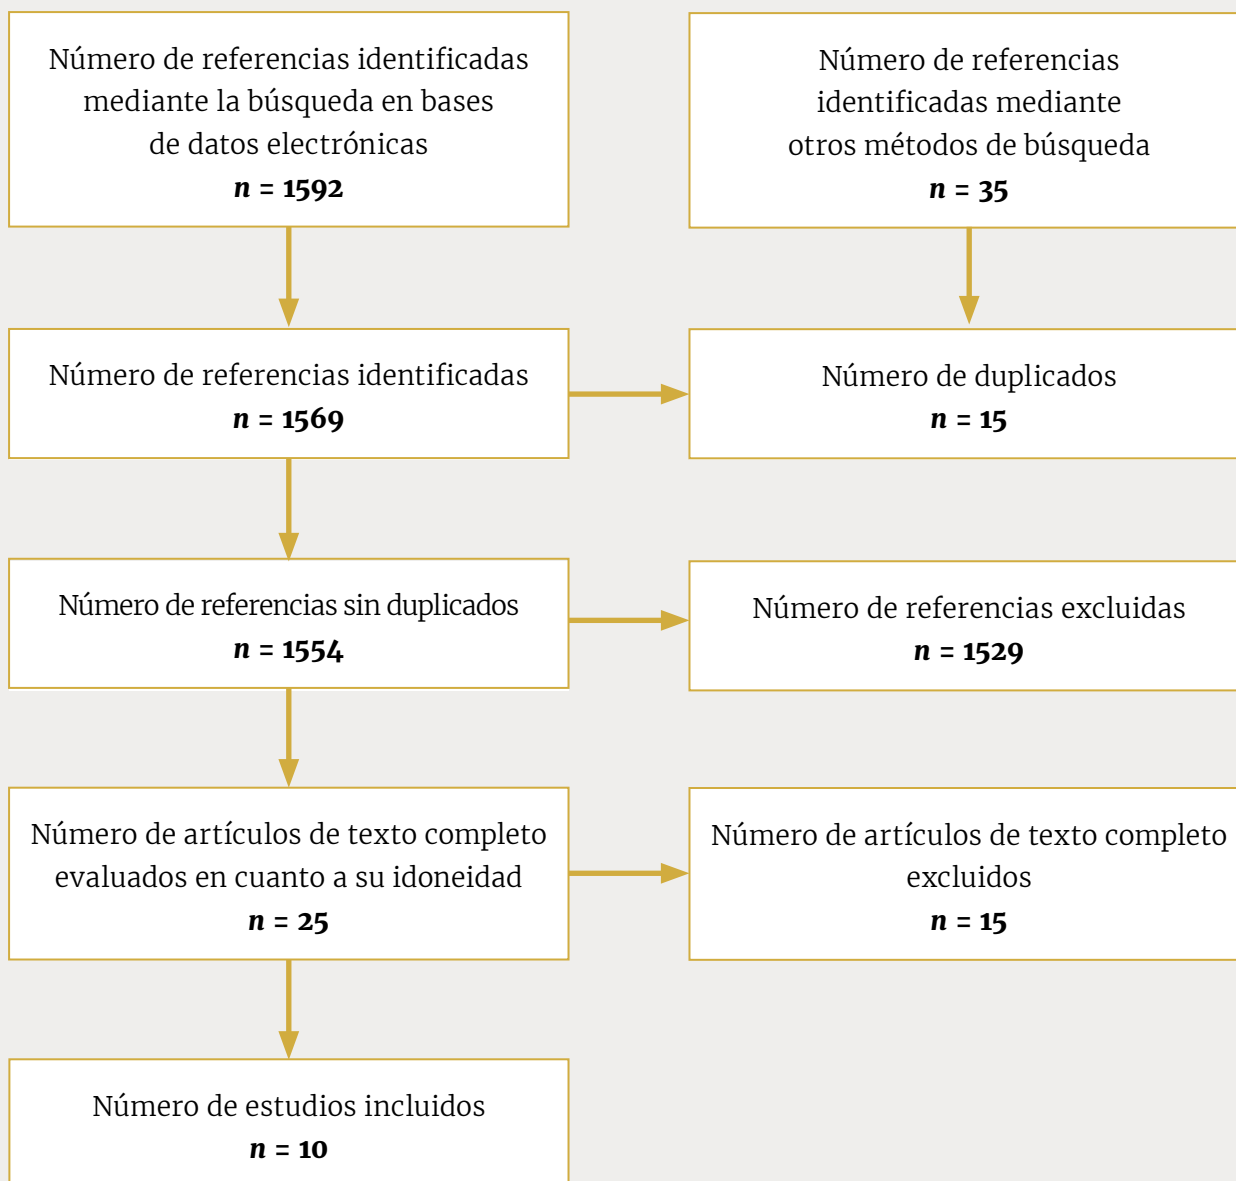 Número de referencias identificadas
mediante la búsqueda en bases
de datos electrónicas
n = 1592
Número de referencias
identificadas mediante
otros métodos de búsqueda
n = 35
Número de referencias identificadas
n = 1569
Número de duplicados
n = 15
Número de referencias sin duplicados
n = 1554
Número de referencias excluidas
n = 1529
Número de artículos de texto completo
evaluados en cuanto a su idoneidad
n = 25
Número de artículos de texto completo
excluidos
n = 15
Número de estudios incluidos
n = 10